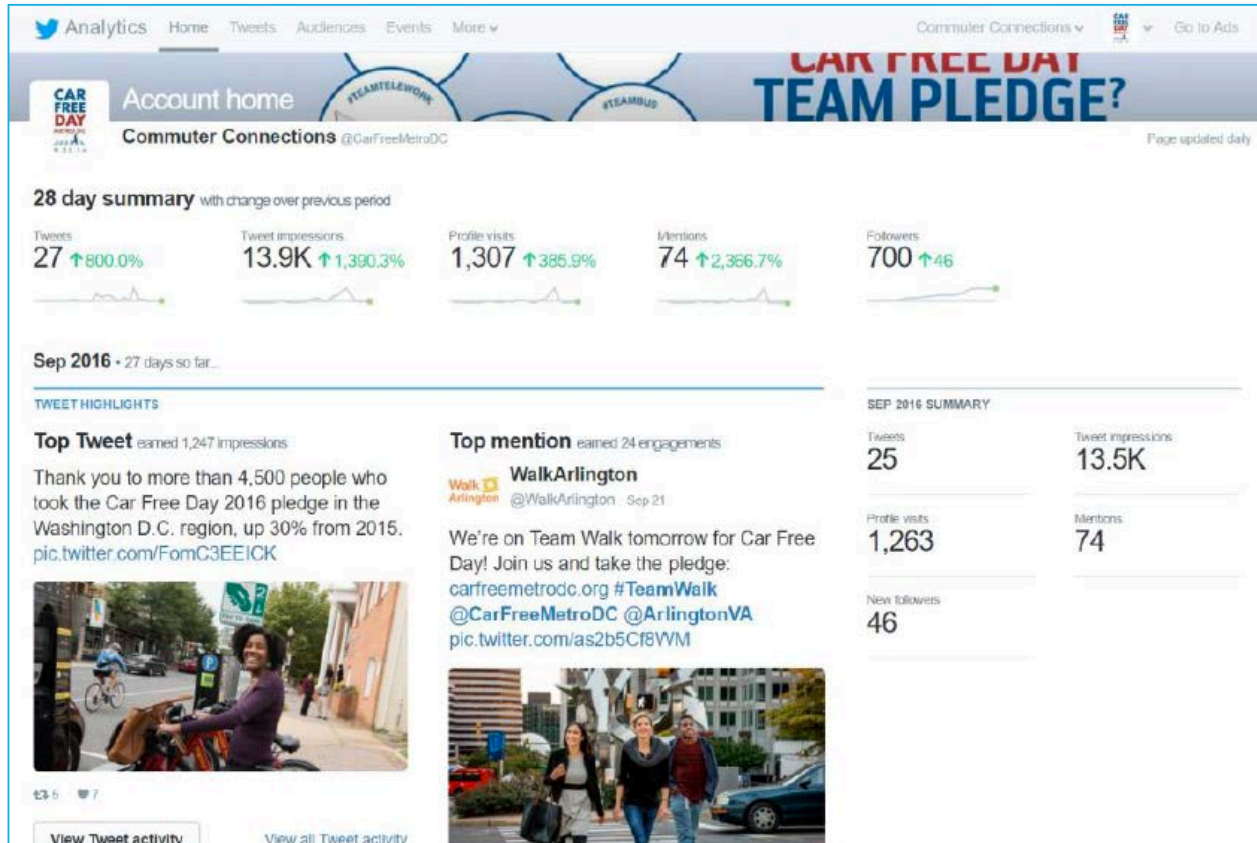 Analytics Home Tweets Audiences Events More Commuter Connections CAR FREE DAY Go to Ads
CAR FREE DAY
TEAM PLEDGE?
#TEAMTELEWORK
#TEAMBUS
CAR
FREE
DAY
METRO DC
Account home
Commuter Connections @CarFreeMetroDC
Page updated daily
28 day summary with change over previous period
Tweets
27 ↑800.0%
Tweet impressions
13.9K ↑1,390.3%
Profile visits
1,307 ↑385.9%
Mentions
74 ↑2,366.7%
Followers
700 ↑46
Sep 2016 • 27 days so far...
TWEET HIGHLIGHTS
Top Tweet earned 1,247 impressions
Thank you to more than 4,500 people who
took the Car Free Day 2016 pledge in the
Washington D.C. region, up 30% from 2015.
pic.twitter.com/FomC3EEICK
5 7
View Tweet activity View all Tweet activity
Top mention earned 24 engagements
Walk
Arlington
WalkArlington
@WalkArlington · Sep 21
We're on Team Walk tomorrow for Car Free
Day! Join us and take the pledge:
carfreemetrodc.org #TeamWalk
@CarFreeMetroDC @ArlingtonVA
pic.twitter.com/as2b5Cf8VVM
SEP 2016 SUMMARY
Tweets
25
Tweet impressions
13.5K
Profile visits
1,263
Mentions
74
New followers
46